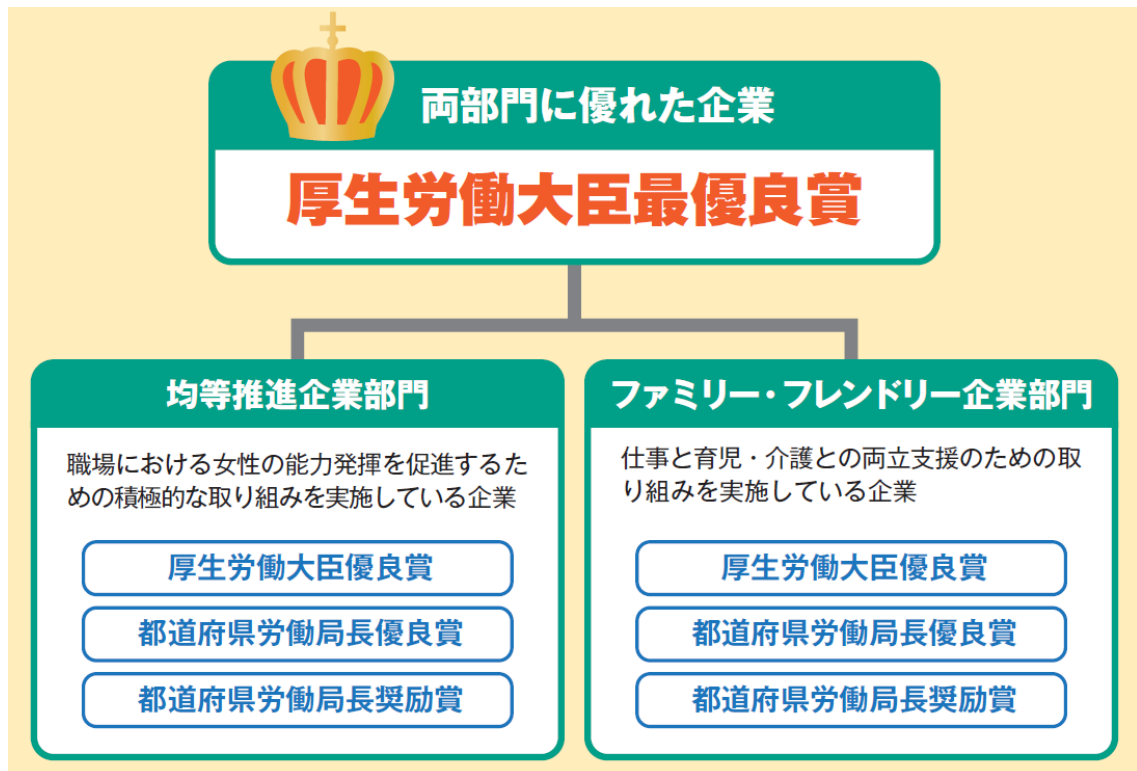 両部門に優れた企業
厚生労働大臣最優良賞
均等推進企業部門
職場における女性の能力発揮を促進するた
めの積極的な取り組みを実施している企業
厚生労働大臣優良賞
都道府県労働局長優良賞
都道府県労働局長奨励賞
ファミリー・フレンドリー企業部門
仕事と育児・介護との両立支援のための取
り組みを実施している企業
厚生労働大臣優良賞
都道府県労働局長優良賞
都道府県労働局長奨励賞